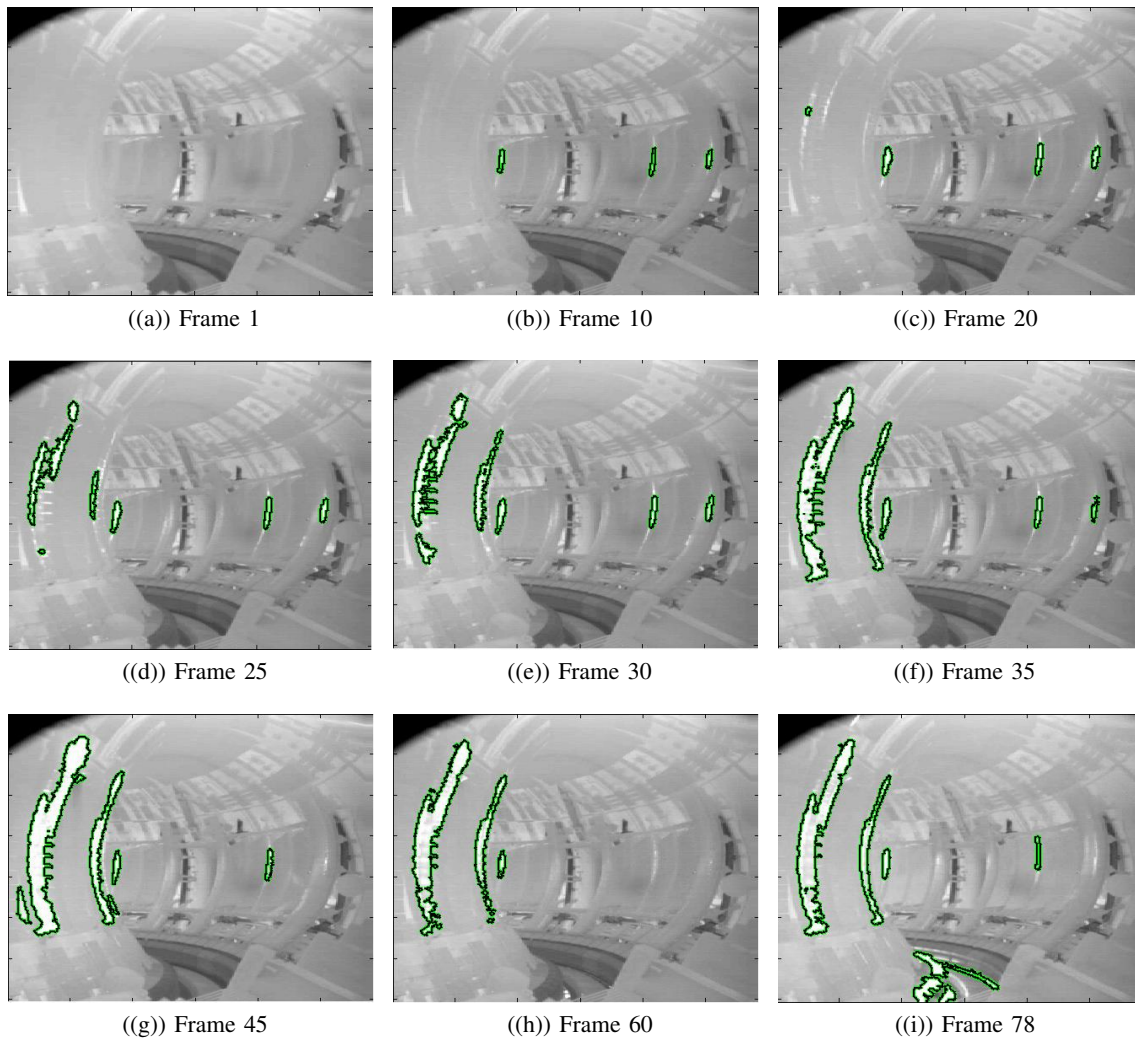 ((a)) Frame 1
((b)) Frame 10
((c)) Frame 20
((d)) Frame 25
((e)) Frame 30
((f)) Frame 35
((g)) Frame 45
((h)) Frame 60
((i)) Frame 78